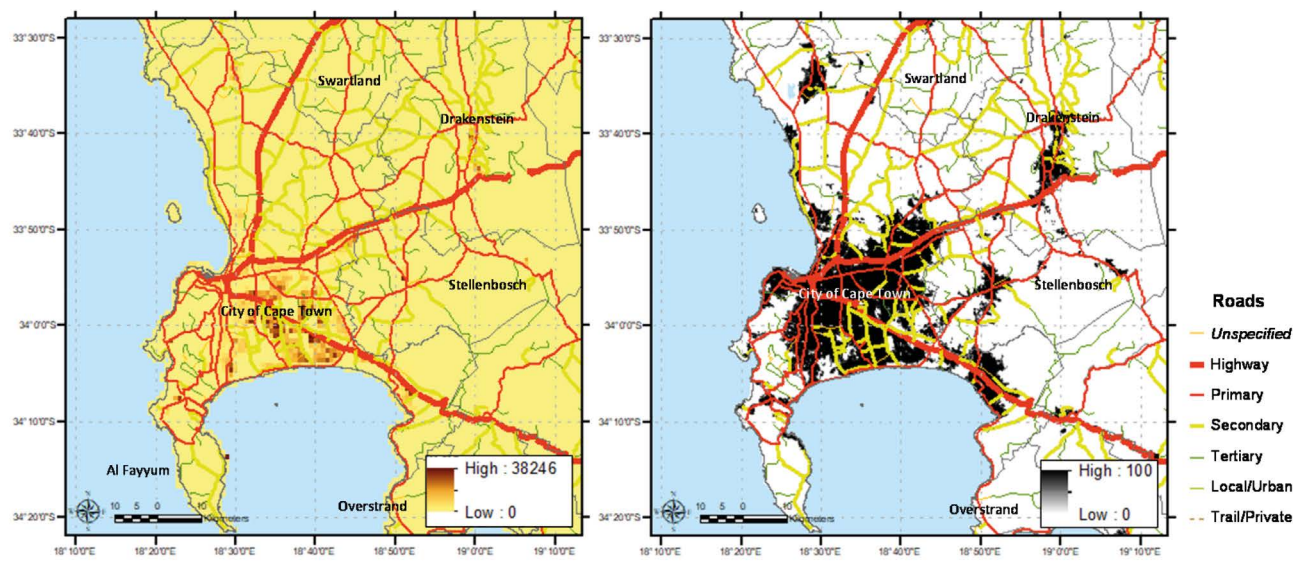 33°30'0"S
Swartland
33°40'0"S
Drakenstein
33°50'0"S
Stellenbosch
City of Cape Town
34°0'0"S
34°10'0"S
Al Fayyum
High : 38246
Low : 0
Overstrand
10 5 0 10
Kilometers
34°20'0"S
18°10'0"E 18°20'0"E 18°30'0"E 18°40'0"E 18°50'0"E 19°0'0"E 19°10'0"E
33°30'0"S
Swartland
33°40'0"S
Drakenstein
33°50'0"S
Stellenbosch
City of Cape Town
34°0'0"S
34°10'0"S
High : 100
Low : 0
Overstrand
10 5 0 10
Kilometers
34°20'0"S
18°10'0"E 18°20'0"E 18°30'0"E 18°40'0"E 18°50'0"E 19°0'0"E 19°10'0"E
Roads
Unspecified
Highway
Primary
Secondary
Tertiary
Local/Urban
Trail/Private